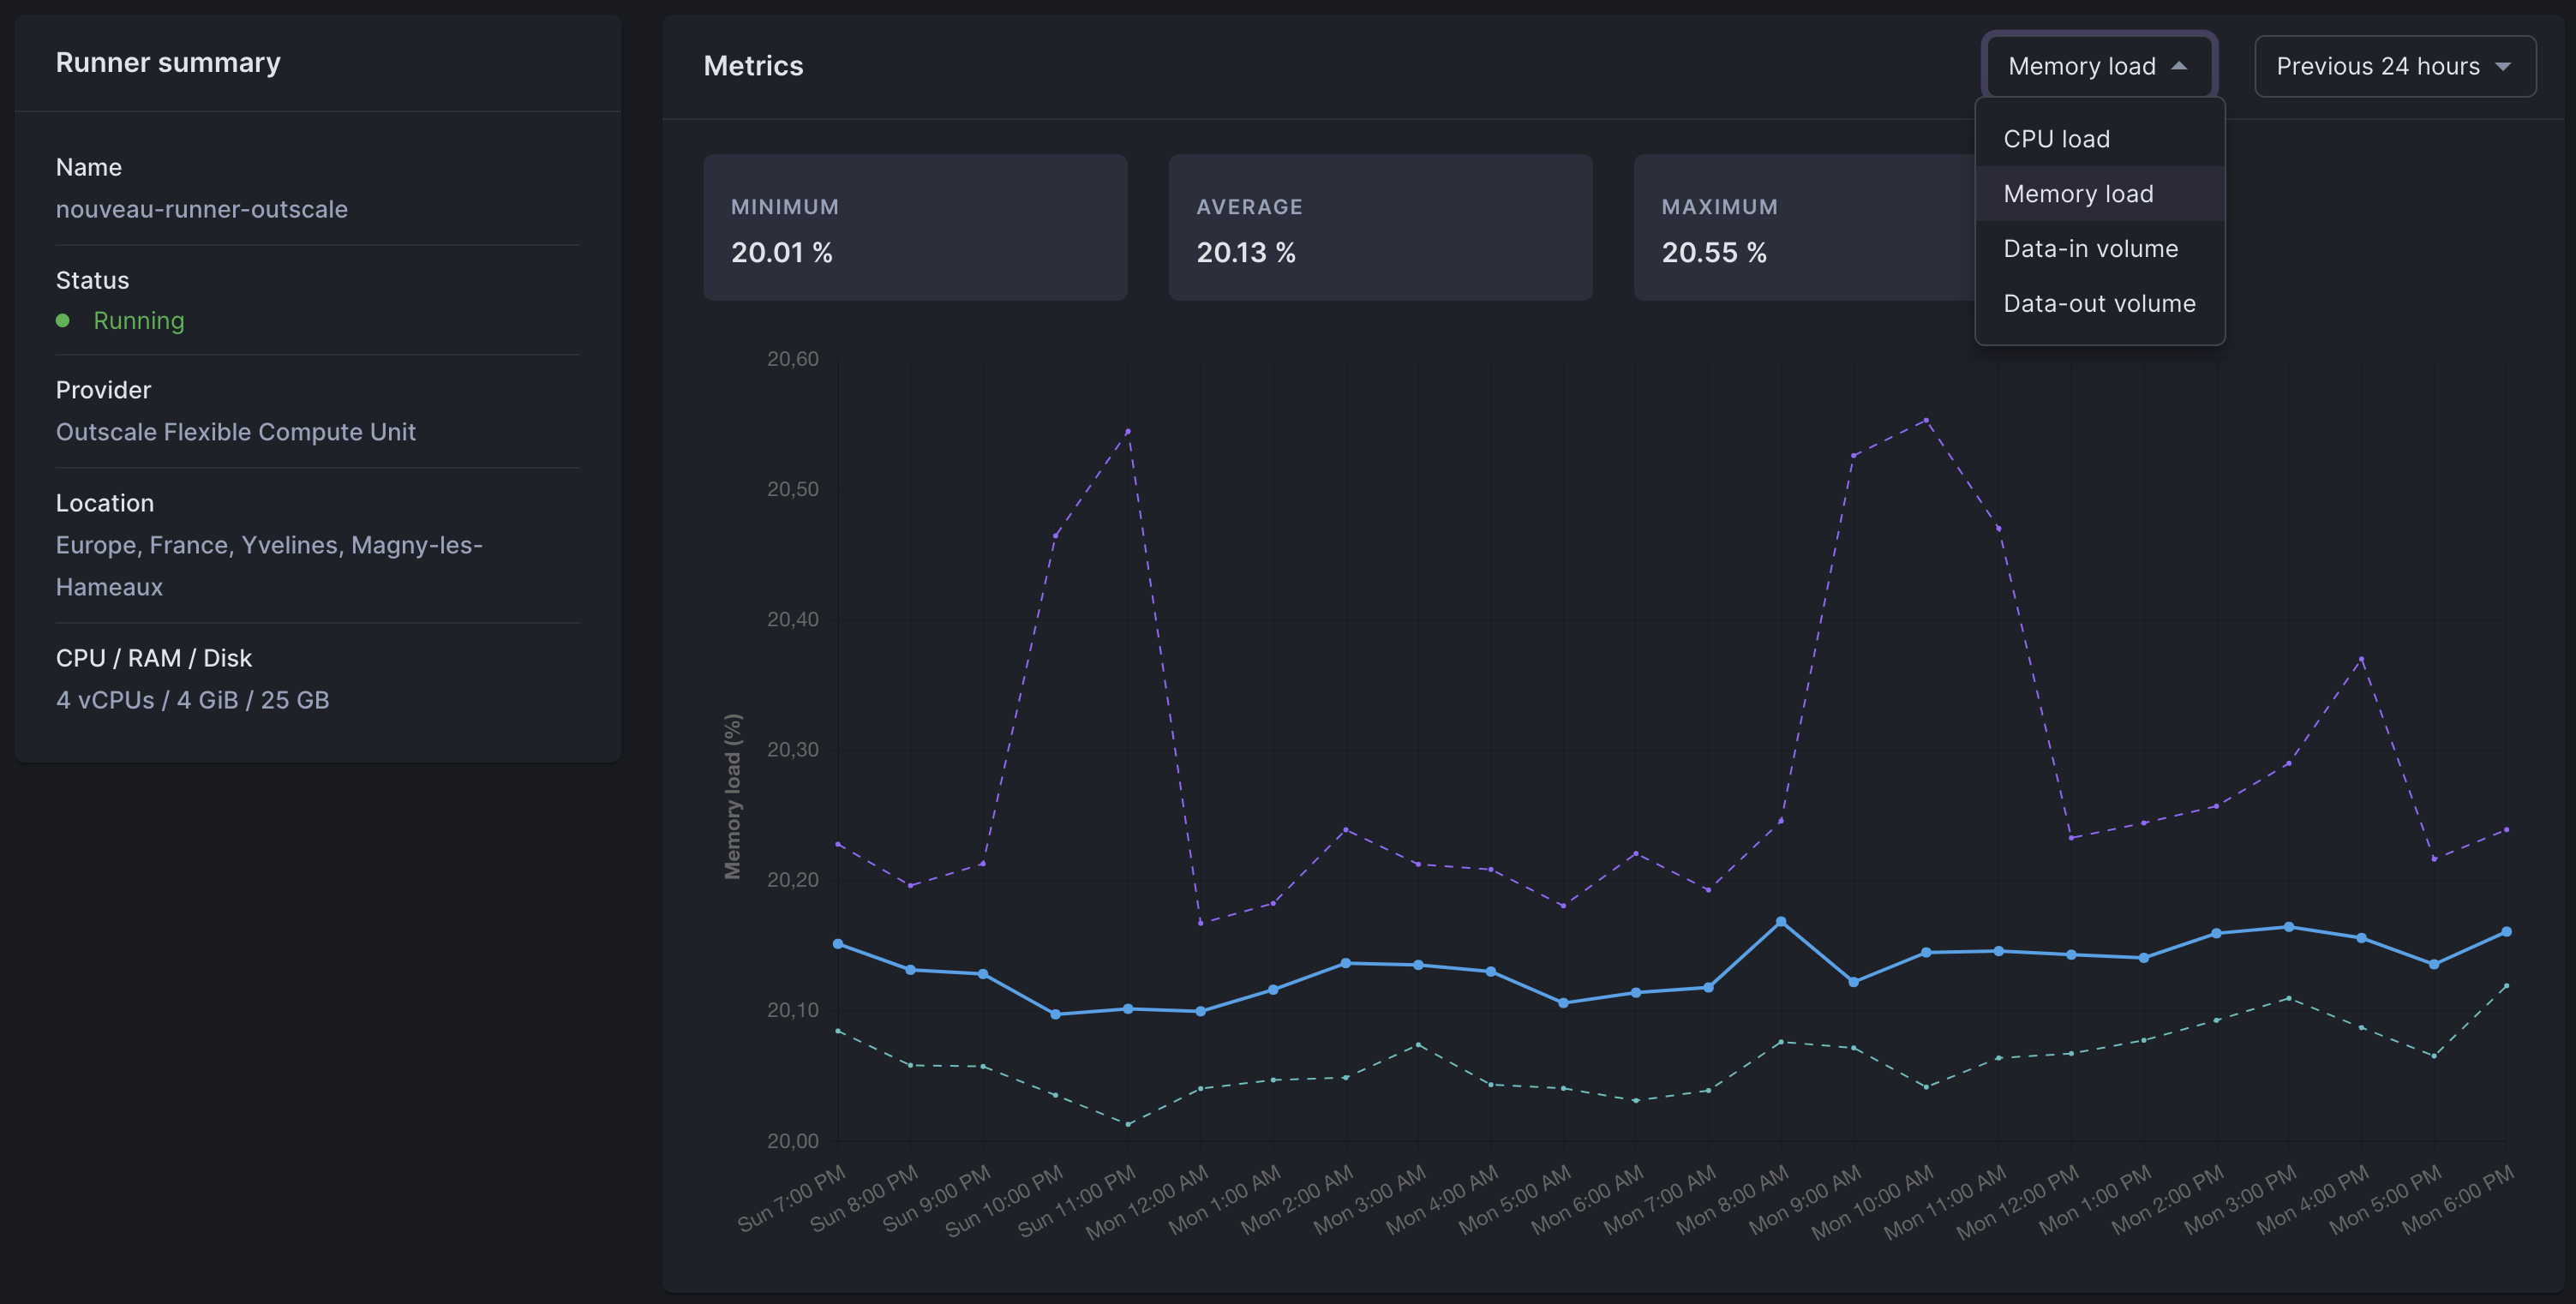 Runner summary
Name
nouveau-runner-outscale
Status
Running
Provider
Outscale Flexible Compute Unit
Location
Europe, France, Yvelines, Magny-les-
Hameaux
CPU / RAM / Disk
4 vCPUs / 4 GiB / 25 GB
Metrics
Memory load
Previous 24 hours
CPU load
Memory load
Data-in volume
Data-out volume
MINIMUM
20.01 %
AVERAGE
20.13 %
MAXIMUM
20.55 %
Memory load (%)
20,60
20,50
20,40
20,30
20,20
20,10
20,00
Sun 7:00 PM
Sun 8:00 PM
Sun 9:00 PM
Sun 10:00 PM
Sun 11:00 PM
Mon 12:00 AM
Mon 1:00 AM
Mon 2:00 AM
Mon 3:00 AM
Mon 4:00 AM
Mon 5:00 AM
Mon 6:00 AM
Mon 7:00 AM
Mon 8:00 AM
Mon 9:00 AM
Mon 10:00 AM
Mon 11:00 AM
Mon 12:00 PM
Mon 1:00 PM
Mon 2:00 PM
Mon 3:00 PM
Mon 4:00 PM
Mon 5:00 PM
Mon 6:00 PM